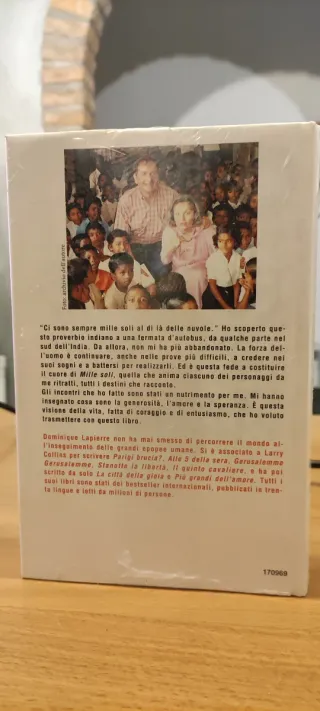 Foto: archivio dell'autore
"Ci sono sempre mille soli al di là delle nuvole." Ho scoperto que-
sto proverbio indiano a una fermata d'autobus, da qualche parte nel
sud dell'India. Da allora, non mi ha più abbandonato. La forza del-
l'uomo è continuare, anche nelle prove più difficili, a credere nei
suoi sogni e a battersi per realizzarli. Ed è questa fede a costituire
il cuore di Mille soli, quella che anima ciascuno dei personaggi da
me ritratti, tutti i destini che racconto.
Gli incontri che ho fatto sono stati un nutrimento per me. Mi hanno
insegnato cosa sono la generosità, l'amore e la speranza. È questa
visione della vita, fatta di coraggio e di entusiasmo, che ho voluto
trasmettere con questo libro.
Dominique Lapierre non ha mai smesso di percorrere il mondo al-
l'inseguimento delle grandi epopee umane. Si è associato a Larry
Collins per scrivere Parigi brucia?, Alle 5 della sera, Gerusalemme
Gerusalemme, Stanotte la libertà, Il quinto cavaliere, e ha poi
scritto da solo La città della gioia e Più grandi dell'amore. Tutti i
suoi libri sono stati dei bestseller internazionali, pubblicati in tren-
ta lingue e letti da milioni di persone.
170969